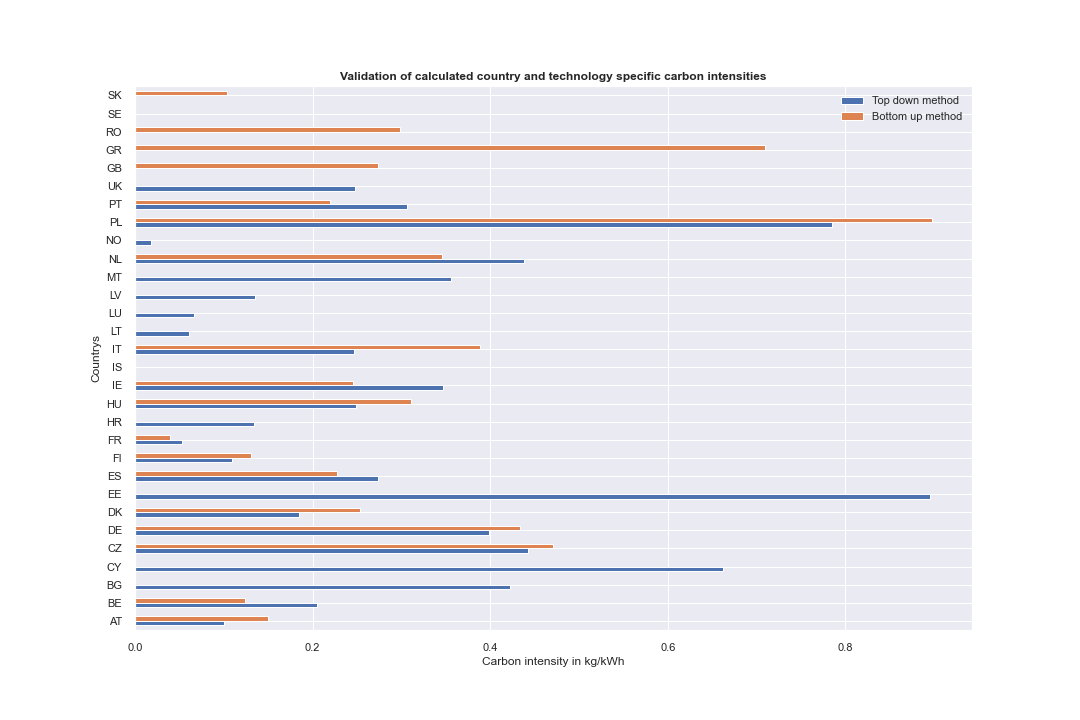 Validation of calculated country and technology specific carbon intensities
Top down method
Bottom up method
SK
SE
RO
GR
GB
UK
PT
PL
NO
NL
MT
LV
LU
LT
IT
IS
IE
HU
HR
FR
FI
ES
EE
DK
DE
CZ
CY
BG
BE
AT
Countrys
0.0 0.2 0.4 0.6 0.8
Carbon intensity in kg/kWh